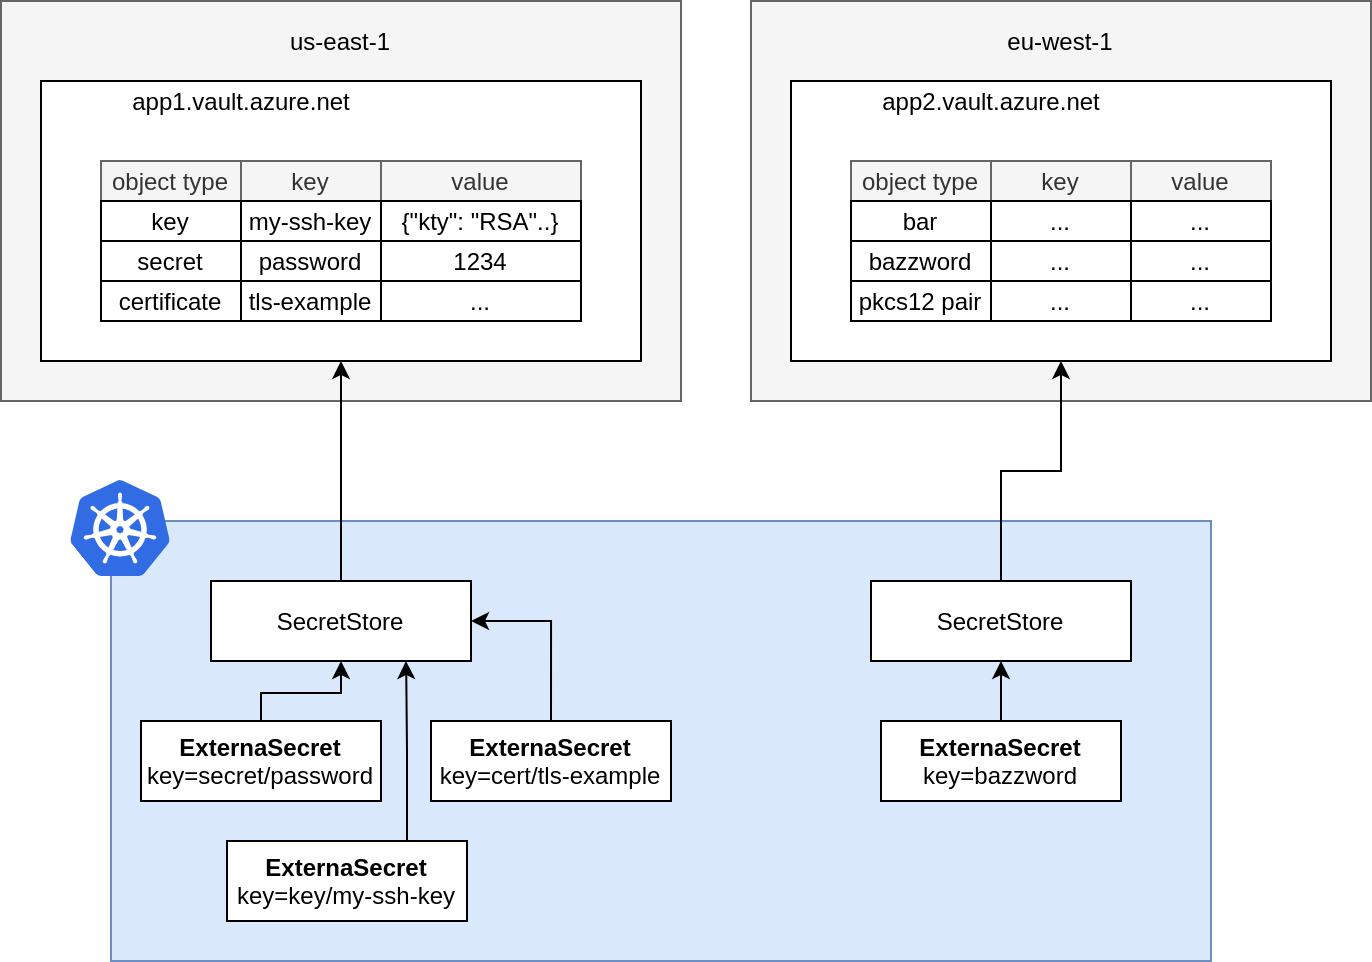 us-east-1
app1.vault.azure.net
object type key value
key my-ssh-key {"kty": "RSA"..}
secret password 1234
certificate tls-example ...
eu-west-1
app2.vault.azure.net
object type key value
bar ... ...
bazzword ... ...
pkcs12 pair ... ...
SecretStore
SecretStore
ExternaSecret
key=secret/password
ExternaSecret
key=cert/tls-example
ExternaSecret
key=bazzword
ExternaSecret
key=key/my-ssh-key